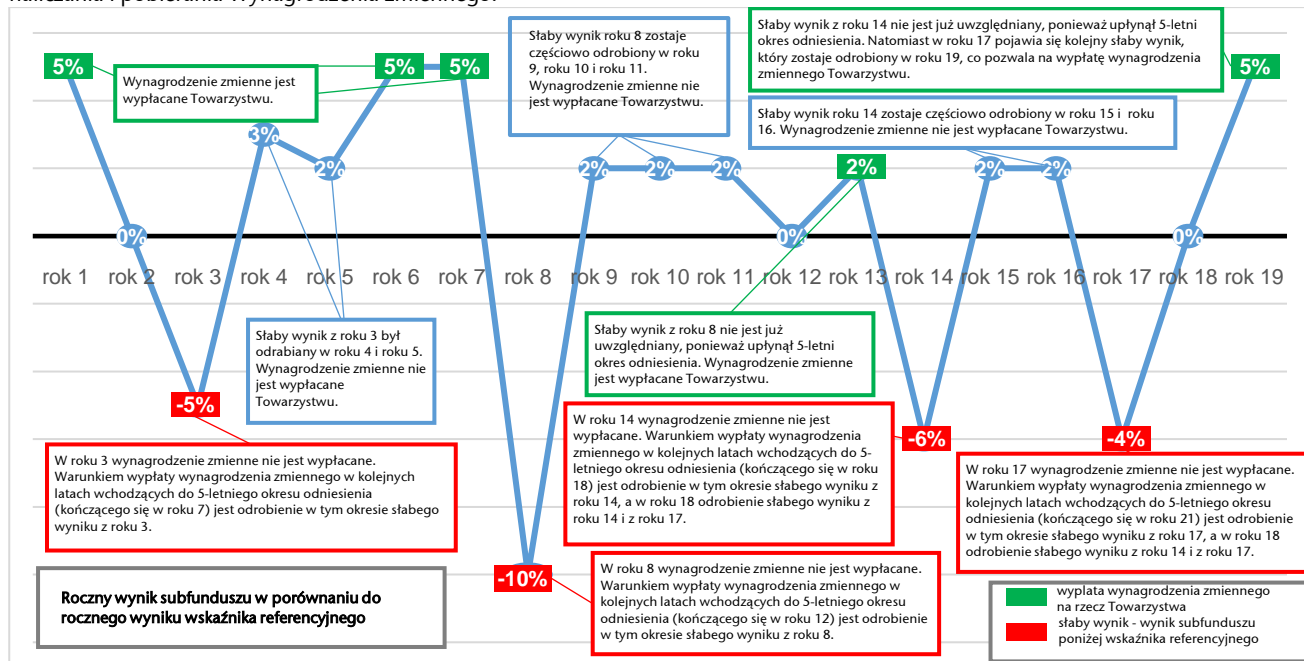 5%
Wynagrodzenie zmienne jest
wypłacane Towarzystwu.
5%
5%
Słaby wynik roku 8 zostaje
częściowo odrobiony w roku
9, roku 10 i roku 11.
Wynagrodzenie zmienne nie
jest wypłacane Towarzystwu.
Słaby wynik z roku 14 nie jest już uwzględniany, ponieważ upłynął 5-letni
okres odniesienia. Natomiast w roku 17 pojawia się kolejny słaby wynik,
który zostaje odrobiony w roku 19, co pozwala na wypłatę wynagrodzenia
zmiennego Towarzystwu.
5%
Słaby wynik roku 14 zostaje częściowo odrobiony w roku 15 i roku
16. Wynagrodzenie zmienne nie jest wypłacane Towarzystwu.
3%
2%
2%
2%
2%
2%
2%
2%
0%
0%
0%
rok 1 rok 2 rok 3 rok 4 rok 5 rok 6 rok 7 rok 8 rok 9 rok 10 rok 11 rok 12 rok 13 rok 14 rok 15 rok 16 rok 17 rok 18 rok 19
Słaby wynik z roku 3 był
odrabiany w roku 4 i roku 5.
Wynagrodzenie zmienne nie
jest wypłacane
Towarzystwu.
Słaby wynik z roku 8 nie jest już
uwzględniany, ponieważ upłynął 5-letni
okres odniesienia. Wynagrodzenie zmienne
jest wypłacane Towarzystwu.
-5%
-6%
-4%
W roku 3 wynagrodzenie zmienne nie jest wypłacane.
Warunkiem wypłaty wynagrodzenia zmiennego w kolejnych
latach wchodzących do 5-letniego okresu odniesienia
(kończącego się w roku 7) jest odrobienie w tym okresie słabego
wyniku z roku 3.
W roku 14 wynagrodzenie zmienne nie jest
wypłacane. Warunkiem wypłaty wynagrodzenia
zmiennego w kolejnych latach wchodzących do 5-
letniego okresu odniesienia (kończącego się w roku
18) jest odrobienie w tym okresie słabego wyniku z
roku 14, a w roku 18 odrobienie słabego wyniku z
roku 14 i z roku 17.
W roku 17 wynagrodzenie zmienne nie jest wypłacane.
Warunkiem wypłaty wynagrodzenia zmiennego w
kolejnych latach wchodzących do 5-letniego okresu
odniesienia (kończącego się w roku 21) jest odrobienie
w tym okresie słabego wyniku z roku 17, a w roku 18
odrobienie słabego wyniku z roku 14 i z roku 17.
-10%
W roku 8 wynagrodzenie zmienne nie jest wypłacane.
Warunkiem wypłaty wynagrodzenia zmiennego w
kolejnych latach wchodzących do 5-letniego okresu
odniesienia (kończącego się w roku 12) jest odrobienie
w tym okresie słabego wyniku z roku 8.
Roczny wynik subfunduszu w porównaniu do
rocznego wyniku wskaźnika referencyjnego
wyplata wynagrodzenia zmiennego
na rzecz Towarzystwa
słaby wynik - wynik subfunduszu
poniżej wskaźnika referencyjnego